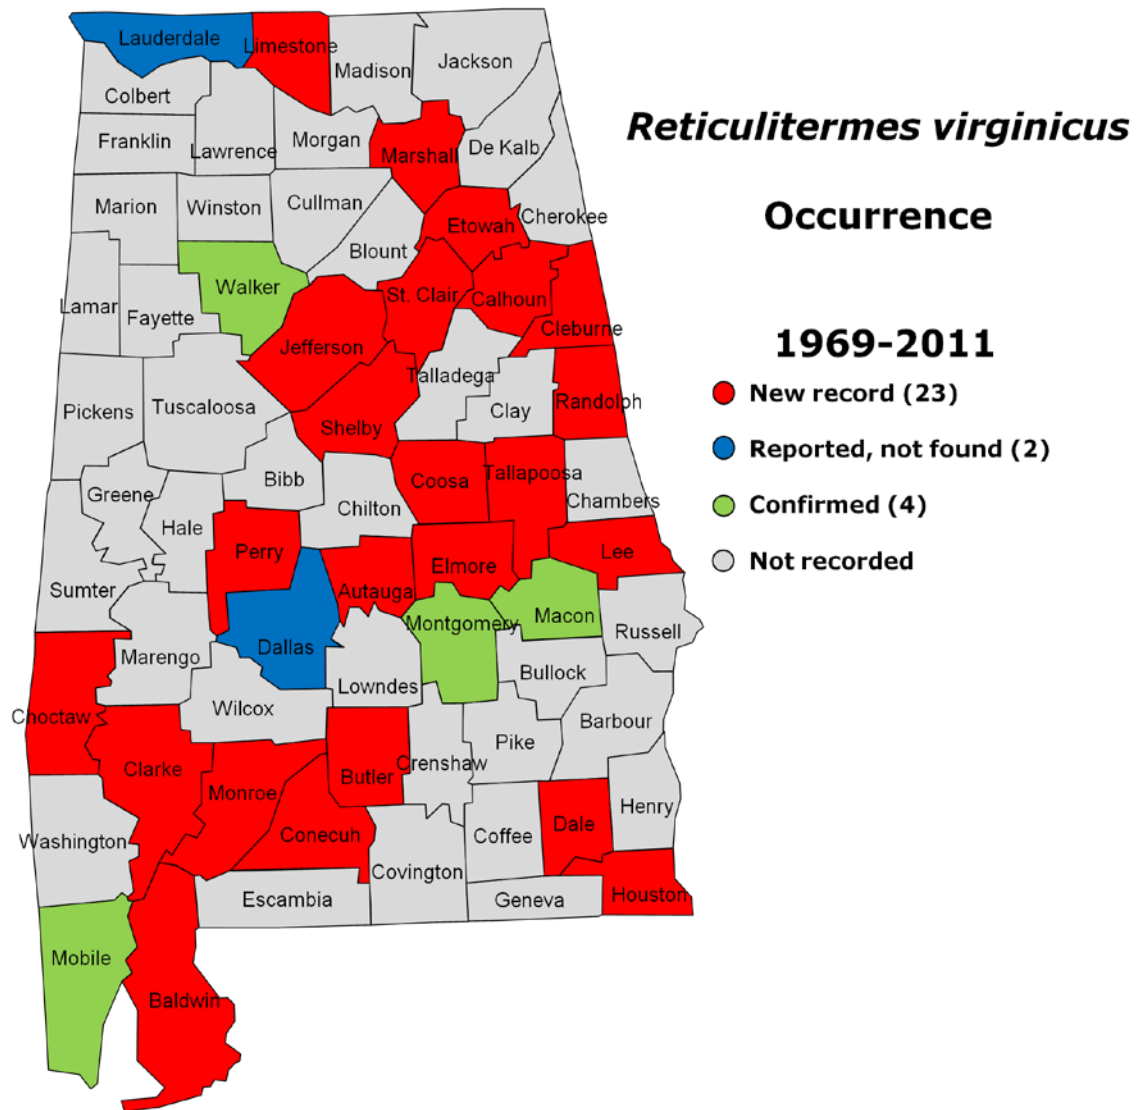 Lauderdale
Limestone
Madison
Jackson
Colbert
Franklin
Lawrence
Morgan
Marshall
De Kalb
Marion
Winston
Cullman
Blount
Etowah
Cherokee
Walker
Lamar
Fayette
Jefferson
St. Clair
Calhoun
Cleburne
Pickens
Tuscaloosa
Shelby
Talladega
Clay
Randolph
Greene
Hale
Bibb
Chilton
Coosa
Tallapoosa
Chambers
Sumter
Perry
Autauga
Elmore
Lee
Marengo
Dallas
Montgomery
Macon
Russell
Choctaw
Wilcox
Lowndes
Bullock
Barbour
Clarke
Monroe
Butler
Crenshaw
Pike
Henry
Washington
Conecuh
Covington
Coffee
Dale
Escambia
Geneva
Houston
Mobile
Baldwin
Reticulitermes virginicus
Occurrence
1969-2011
New record (23)
Reported, not found (2)
Confirmed (4)
Not recorded